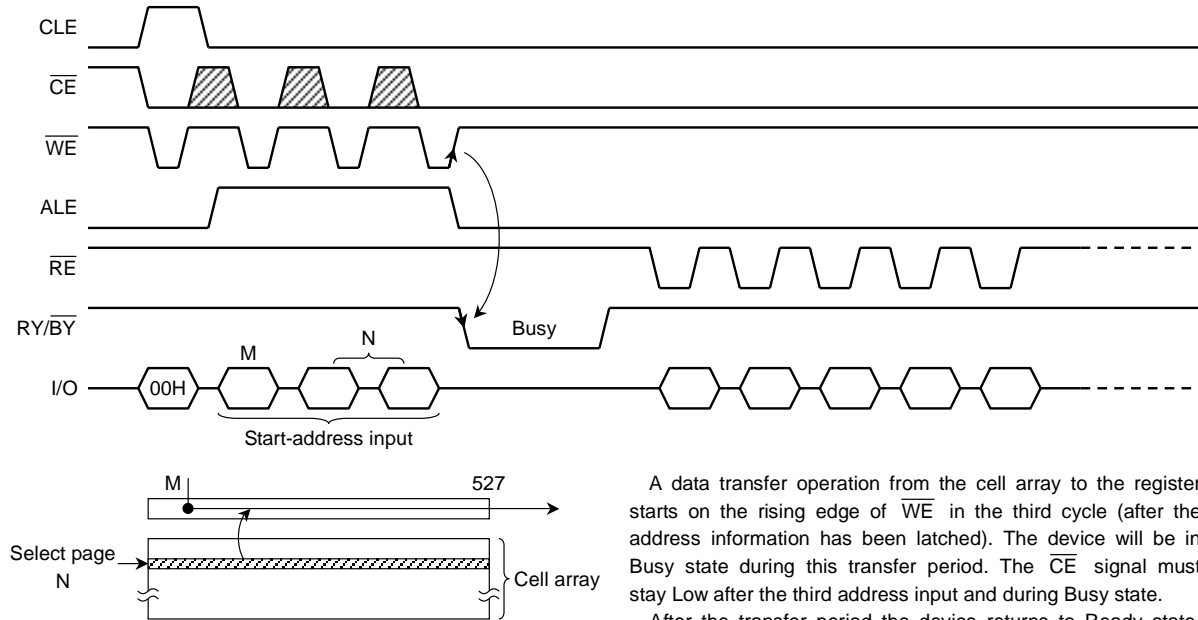 CLE
CE
WE
ALE
RE
RY/BY Busy
M N
I/O 00H
Start-address input
M 527
Select page
N
Cell array
A data transfer operation from the cell array to the register
starts on the rising edge of WE in the third cycle (after the
address information has been latched). The device will be in
Busy state during this transfer period. The CE signal must
stay Low after the third address input and during Busy state.
After the transfer period the device returns to Ready state.